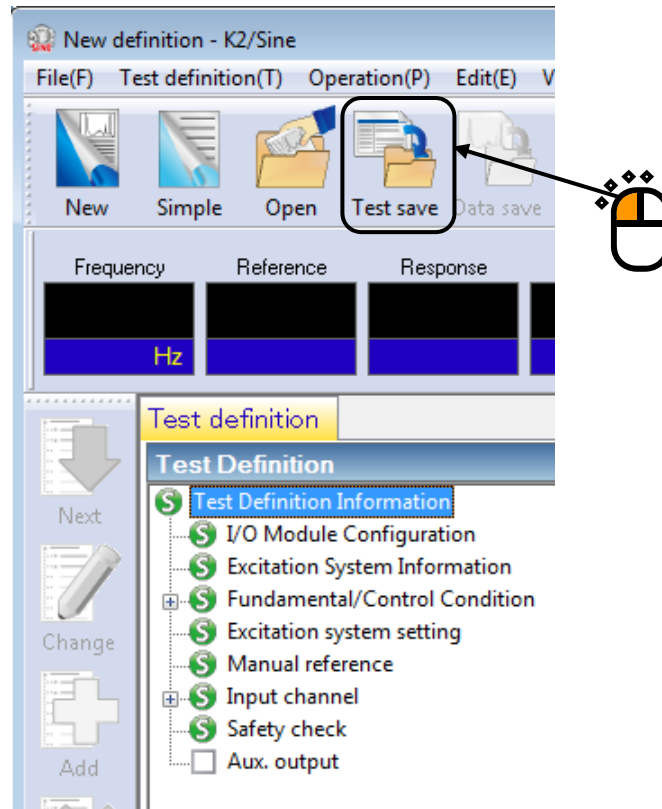 New definition - K2/Sine
File(F) Test definition(T) Operation(P) Edit(E) V
New Simple Open Test save Data save
Frequency Reference Response
Hz
Test definition
Test Definition
Test Definition Information
I/O Module Configuration
Excitation System Information
Fundamental/Control Condition
Excitation system setting
Manual reference
Input channel
Safety check
Aux. output
Next
Change
Add